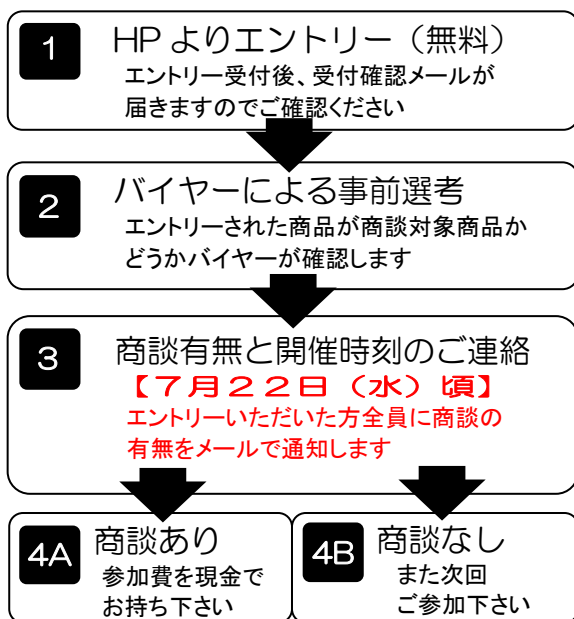 1 HPよりエントリー(無料)
エントリー受付後、受付確認メールが
届きますのでご確認ください
2 バイヤーによる事前選考
エントリーされた商品が商談対象商品か
どうかバイヤーが確認します
3 商談有無と開催時刻のご連絡
【7月22日(水)頃】
エントリーいただいた方全員に商談の
有無をメールで通知します
4A 商談あり
参加費を現金で
お持ち下さい
4B 商談なし
また次回
ご参加下さい